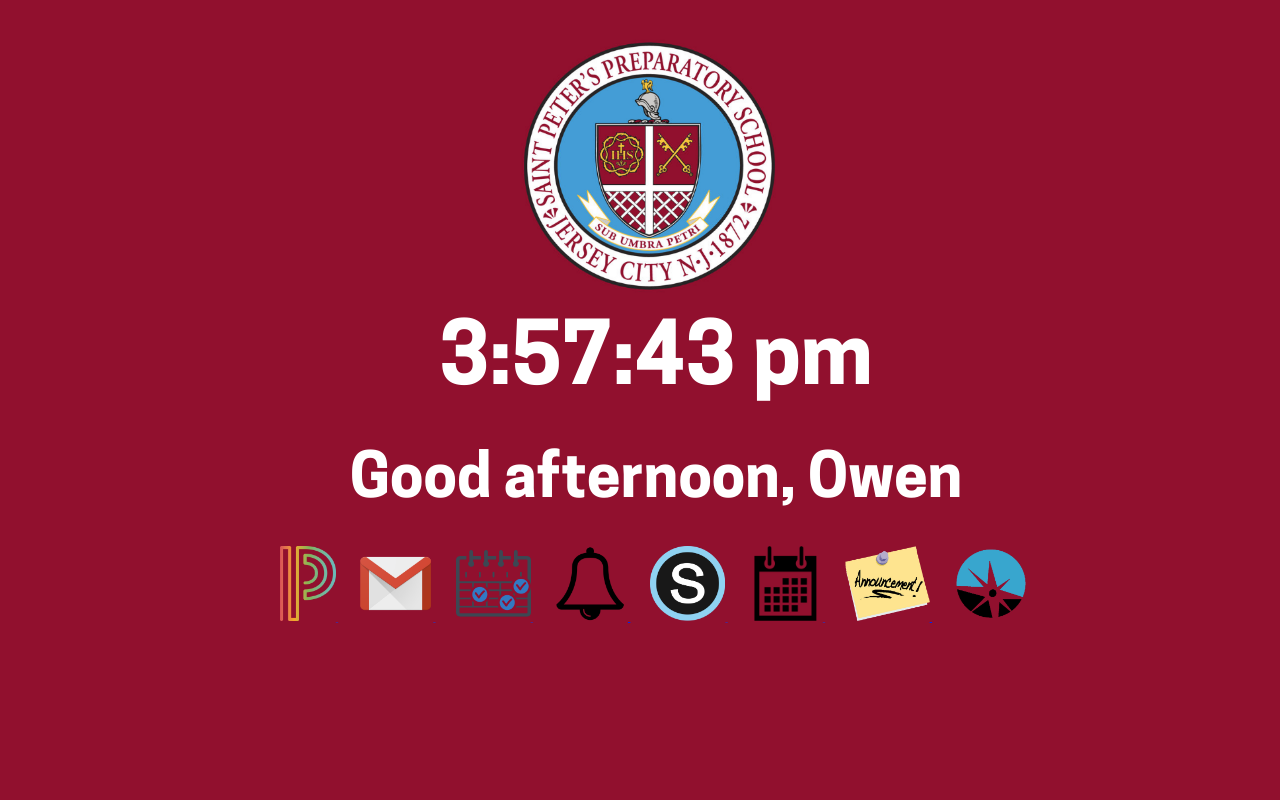 SAINT PETER'S PREPARATORY SCHOOL
IHS
SUB UMBRA PETRI
JERSEY CITY N·J·1872
3:57:43 pm
Good afternoon, Owen
P
S
Announcement!